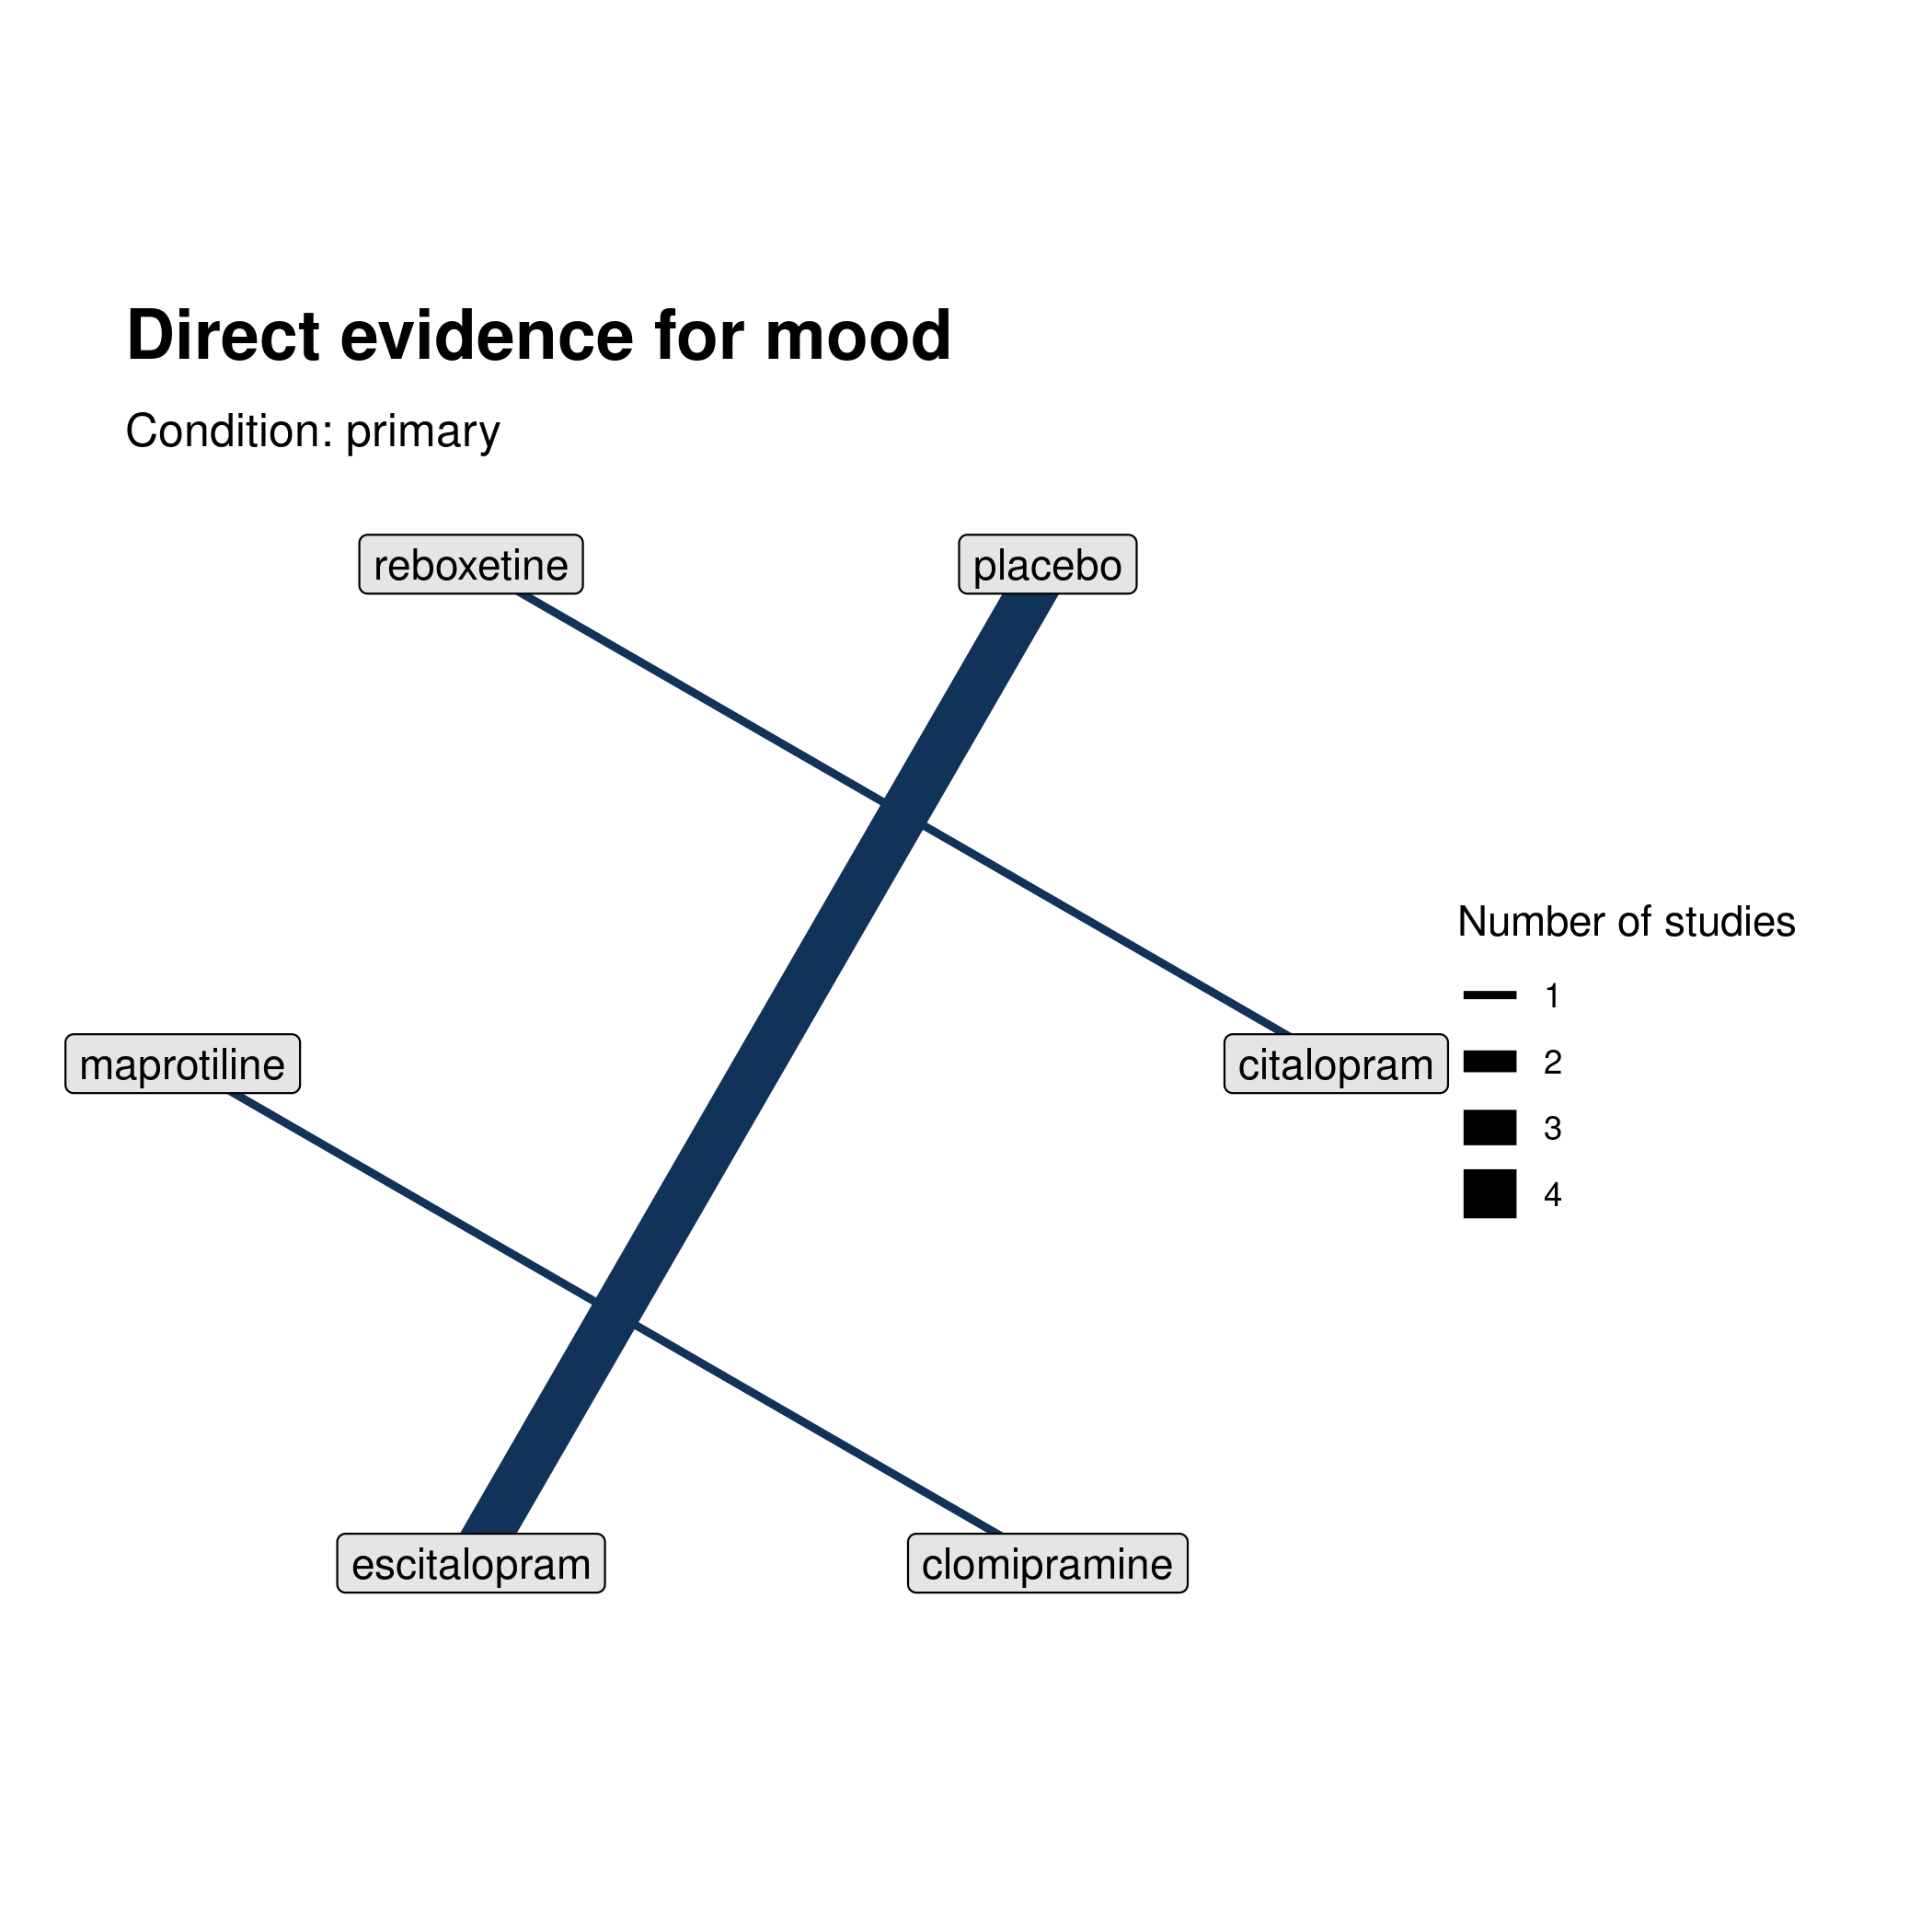 Direct evidence for mood
Condition: primary
reboxetine
placebo
maprotiline
citalopram
escitalopram
clomipramine
Number of studies
1
2
3
4